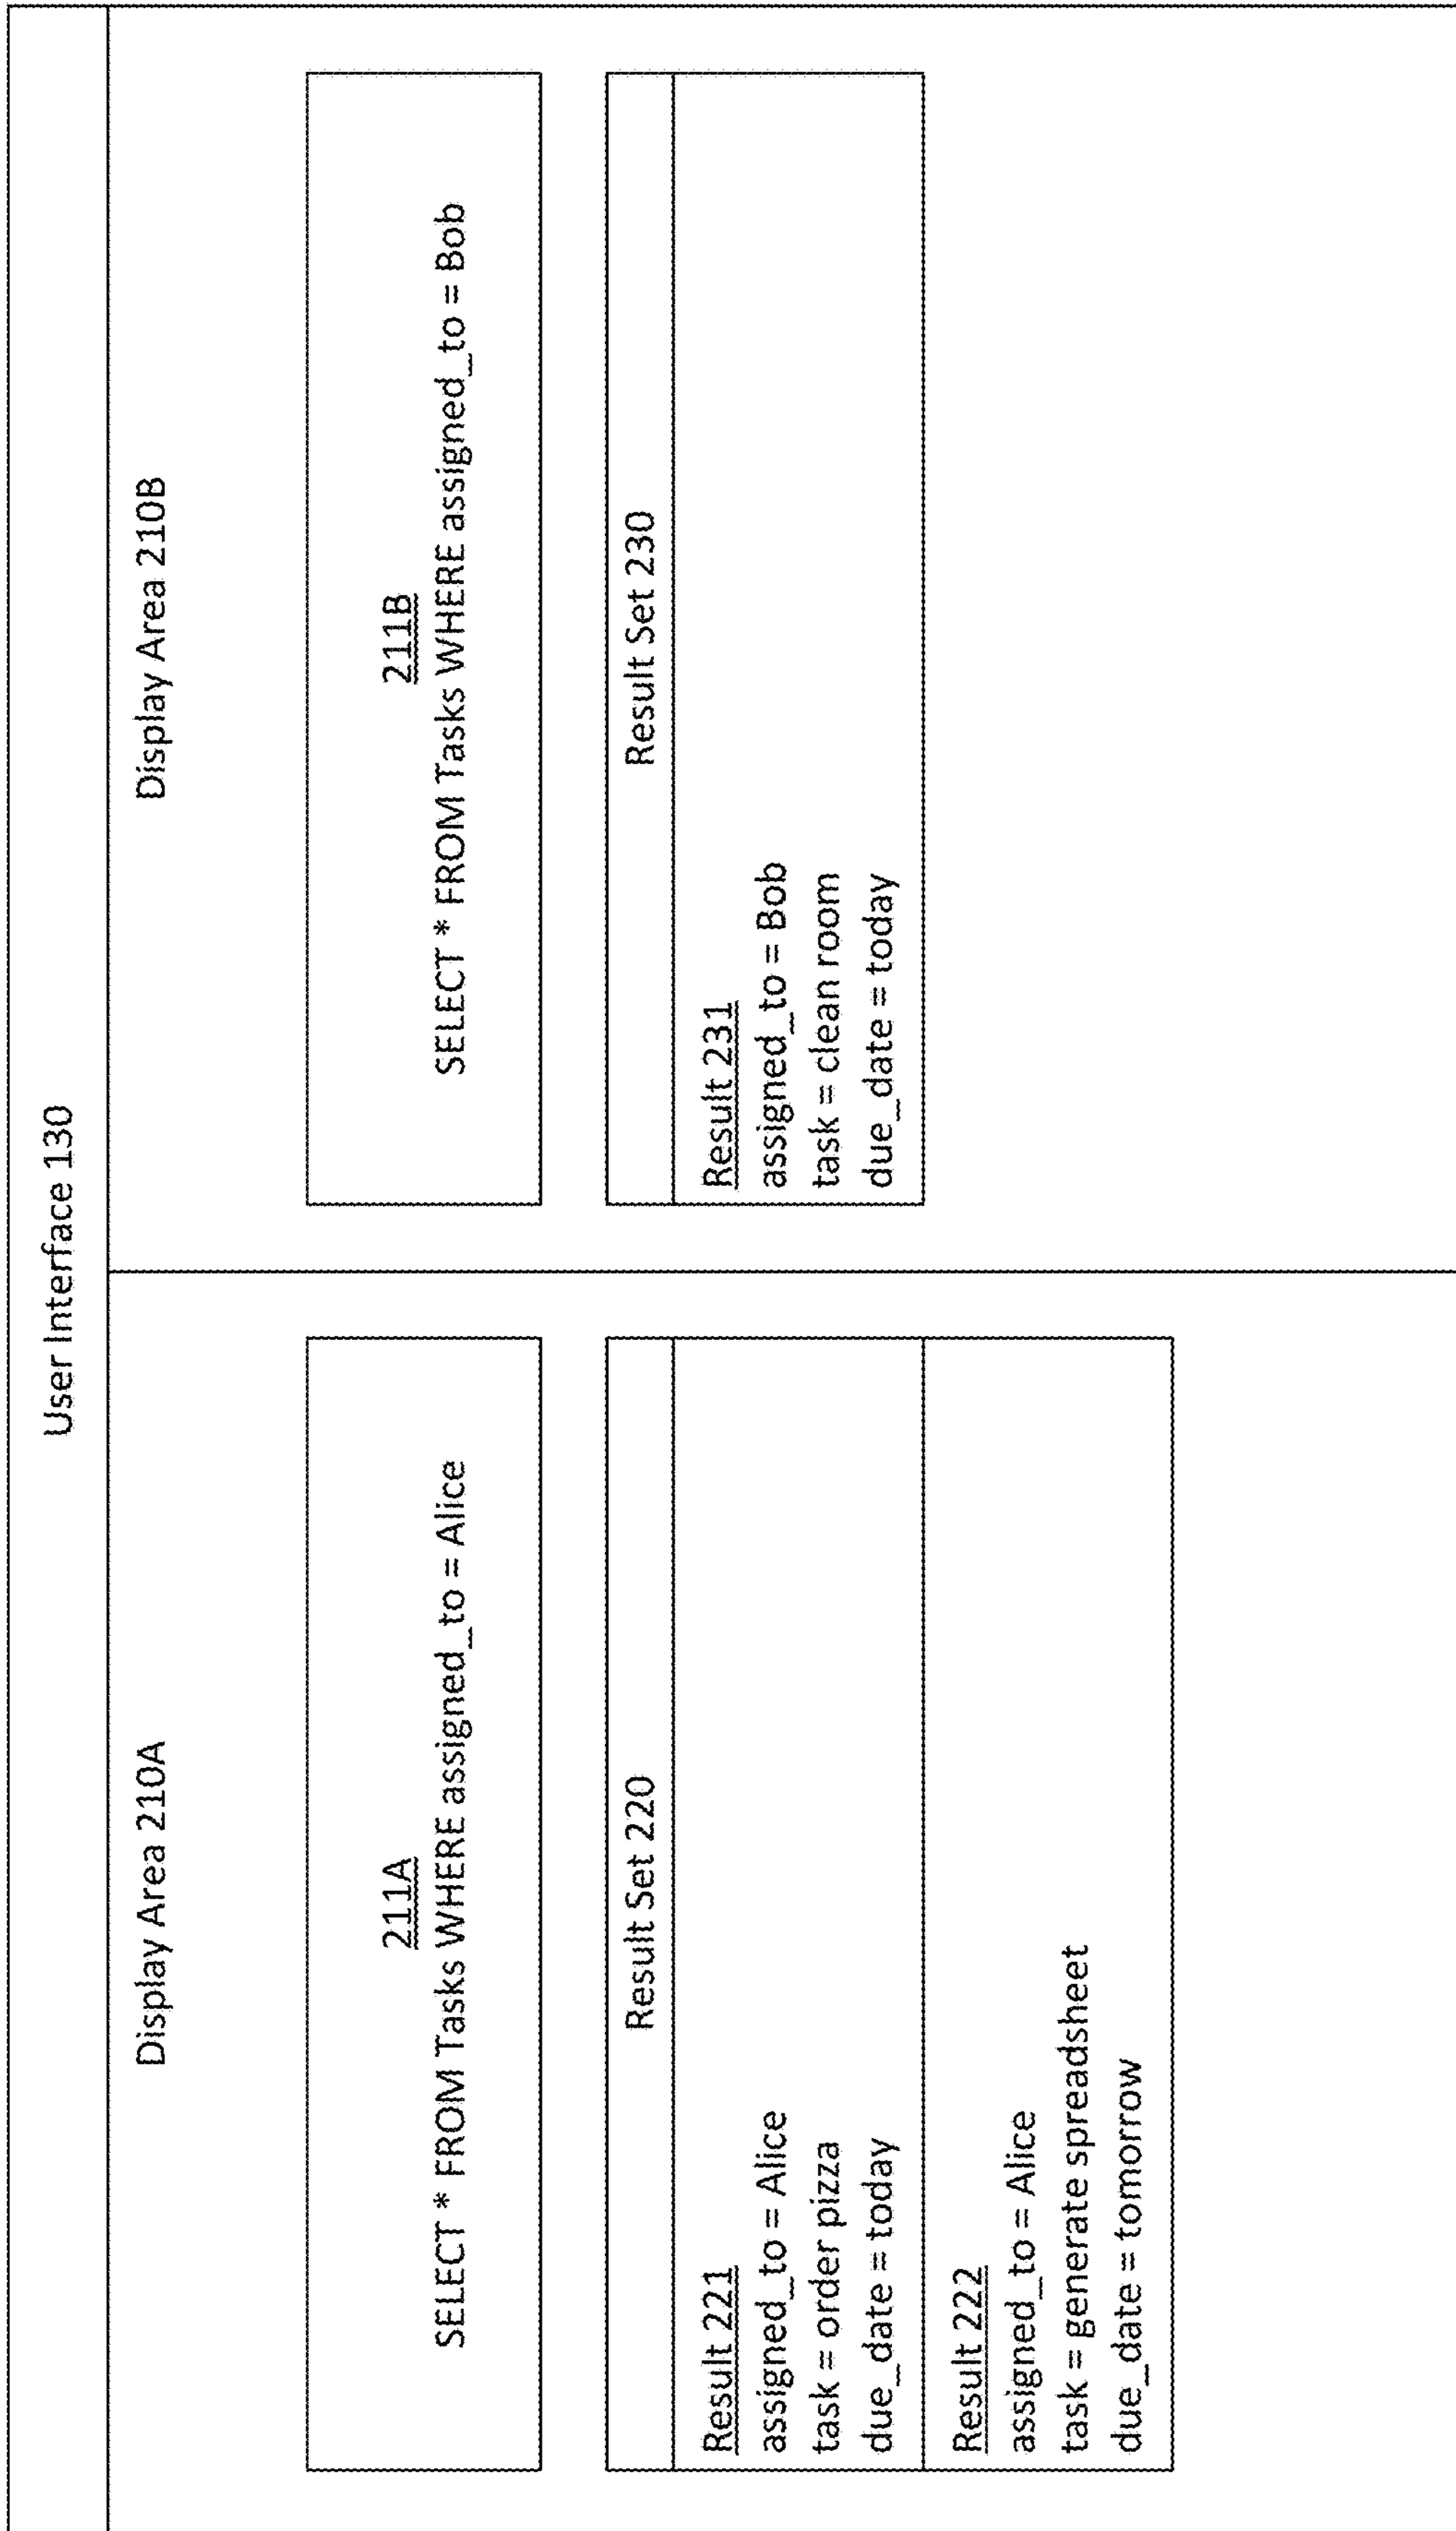 User Interface 130
Display Area 210A
211A
SELECT * FROM Tasks WHERE assigned_to = Alice
Result Set 220
Result 221
assigned_to = Alice
task = order pizza
due_date = today
Result 222
assigned_to = Alice
task = generate spreadsheet
due_date = tomorrow
Display Area 210B
211B
SELECT * FROM Tasks WHERE assigned_to = Bob
Result Set 230
Result 231
assigned_to = Bob
task = clean room
due_date = today